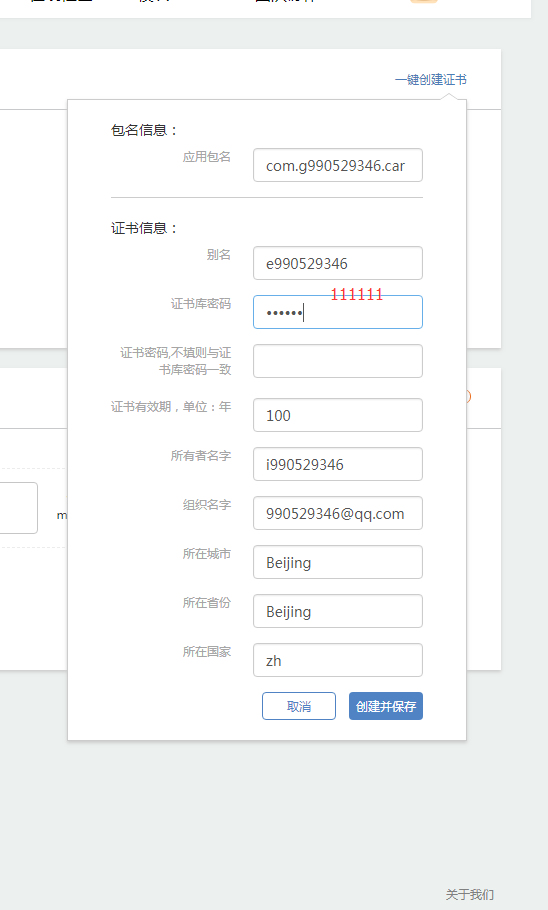 一键创建证书
包名信息：
应用包名
com.g990529346.car
证书信息：
别名
e990529346
111111
证书库密码
••••••
证书密码,不填则与证
书库密码一致
证书有效期，单位：年
100
所有者名字
i990529346
m
组织名字
990529346@qq.com
所在城市
Beijing
所在省份
Beijing
所在国家
zh
取消
创建并保存
关于我们